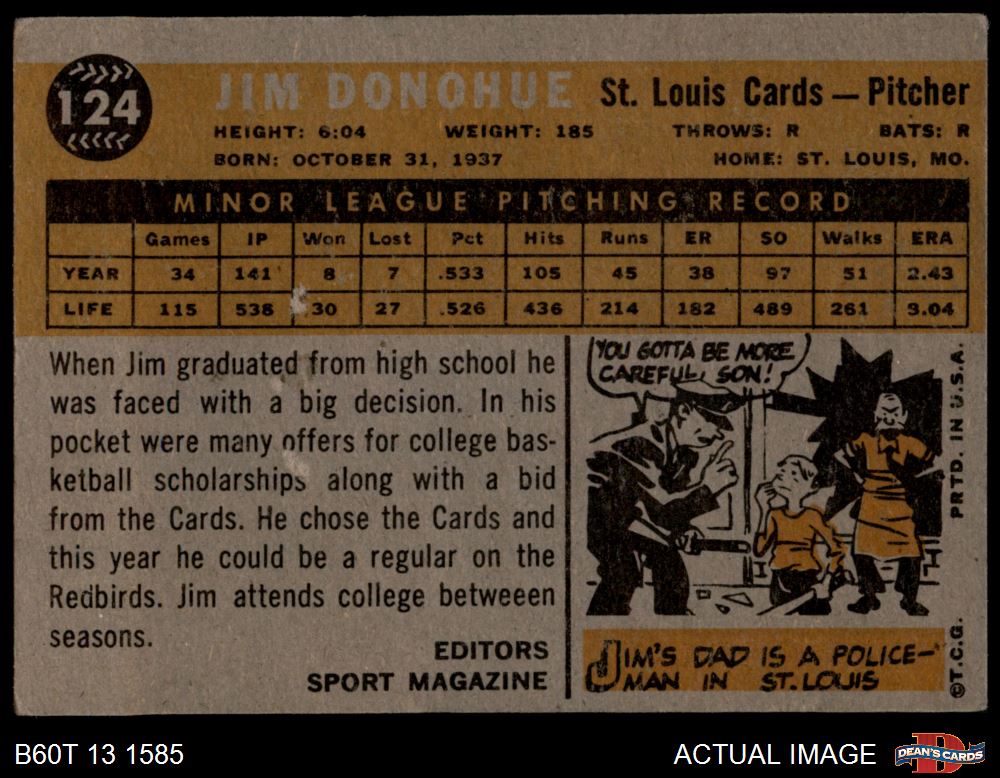 124
JIM DONOHUE St. Louis Cards — Pitcher
HEIGHT: 6:04 WEIGHT: 185 THROWS: R BATS: R
BORN: OCTOBER 31, 1937 HOME: ST. LOUIS, MO.
MINOR LEAGUE PITCHING RECORD
Games IP Won Lost Pct Hits Runs ER SO Walks ERA
YEAR 34 141 8 7 .533 105 45 38 97 51 2.43
LIFE 115 538 30 27 .526 436 214 182 489 261 3.04
When Jim graduated from high school he
was faced with a big decision. In his
pocket were many offers for college bas-
ketball scholarships along with a bid
from the Cards. He chose the Cards and
this year he could be a regular on the
Redbirds. Jim attends college betweeen
seasons.
EDITORS
SPORT MAGAZINE
YOU GOTTA BE MORE
CAREFUL, SON!
JIM'S DAD IS A POLICE-
MAN IN ST. LOUIS
©T.C.G. PRTD. IN U.S.A.
B60T 13 1585 ACTUAL IMAGE
DEAN'S CARDS